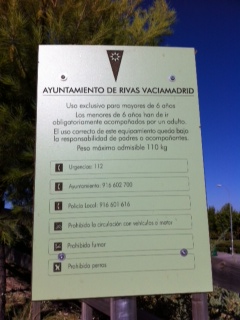 AYUNTAMIENTO DE RIVAS VACIAMADRID
Uso exclusivo para mayores de 6 años
Los menores de 6 años han de ir
obligatoriamente acompañados por un adulto.
El uso correcto de este equipamiento queda bajo
la responsabilidad de padres o acompañantes.
Peso máximo admisible 110 kg
Urgencias: 112
Ayuntamiento: 916 602 700
Policía Local: 916 601 616
Prohibida la circulación con vehículos a motor
Prohibido fumar
Prohibido perros